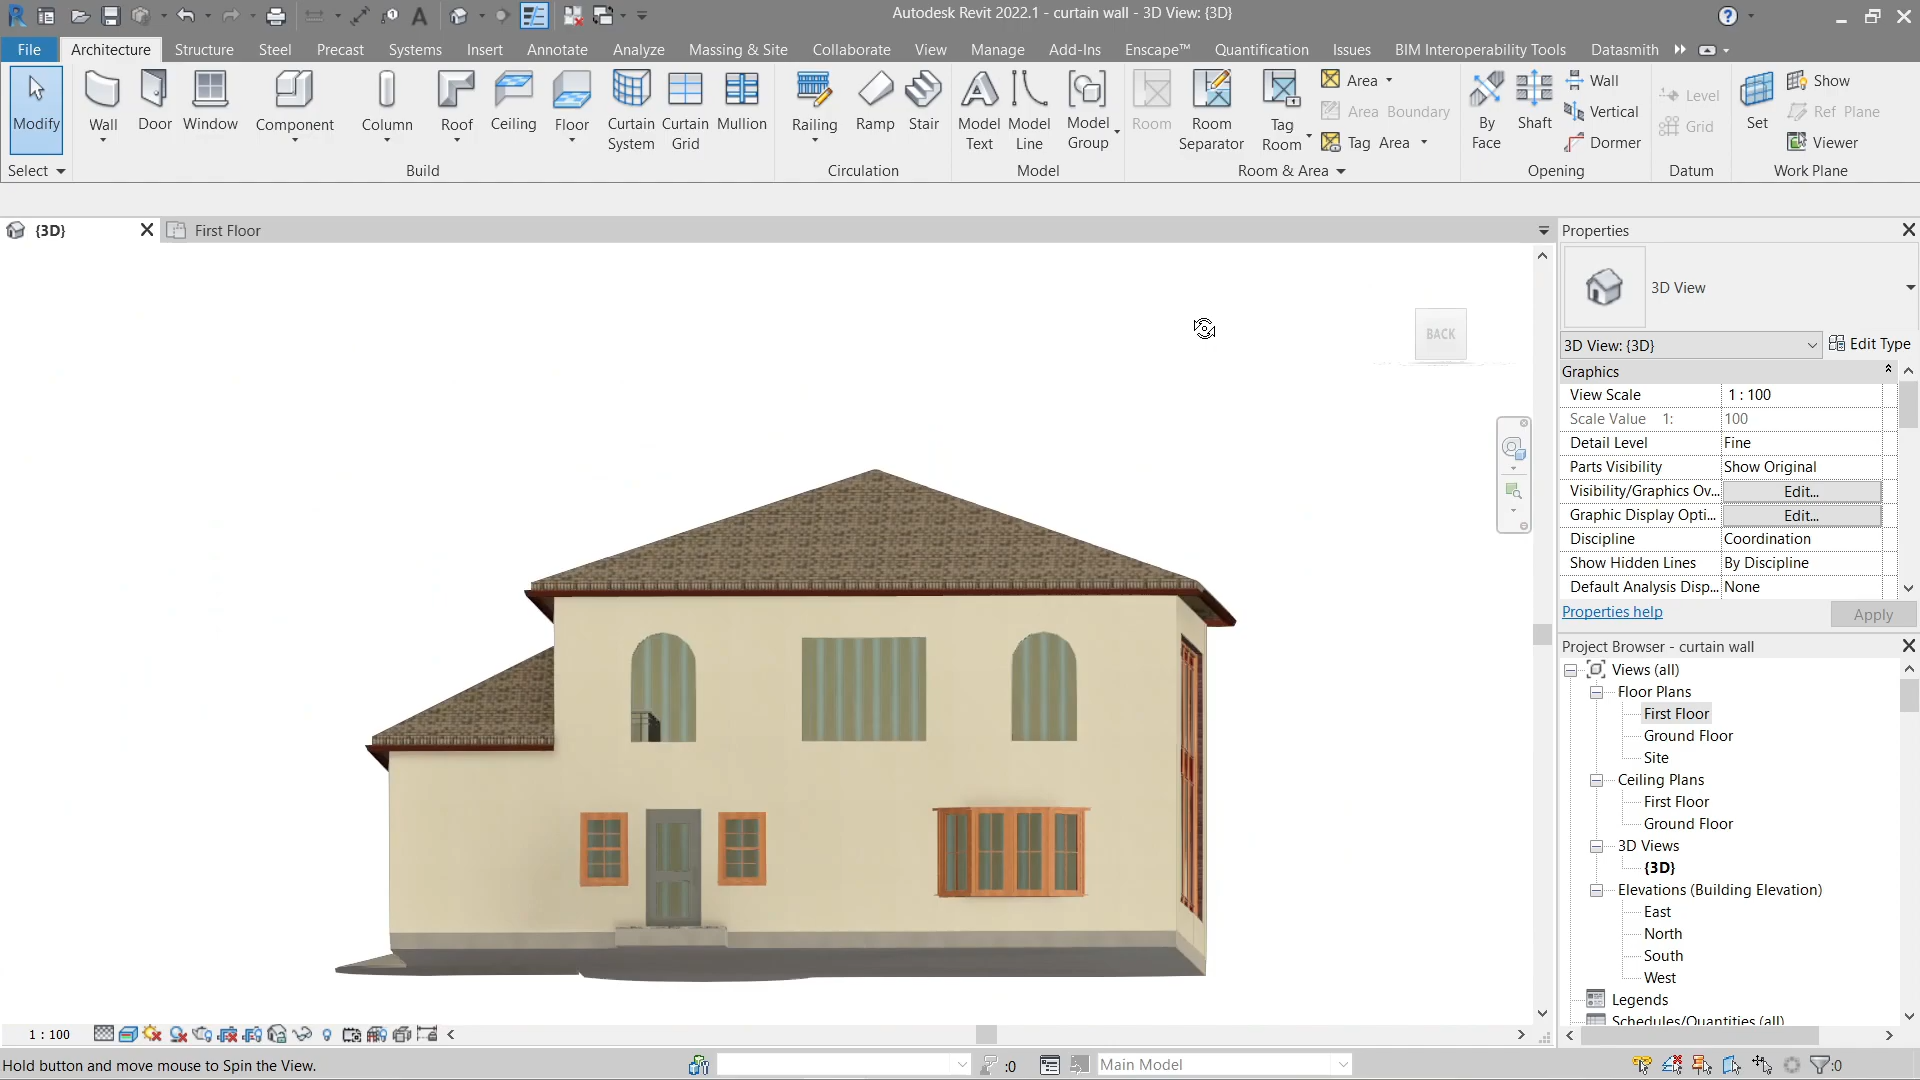 Autodesk Revit 2022.1 - curtain wall - 3D View: {3D}
File Architecture Structure Steel Precast Systems Insert Annotate Analyze Massing & Site Collaborate View Manage Add-Ins Enscape™ Quantification Issues BIM Interoperability Tools Datasmith
Modify
Wall
Door
Window
Component
Column
Roof
Ceiling
Floor
Curtain System
Curtain Grid
Mullion
Railing
Ramp
Stair
Model Text
Model Line
Model Group
Room
Room Separator
Tag Room
Area
Area Boundary
Tag Area
By Face
Shaft
Wall
Vertical
Dormer
Level
Grid
Set
Show
Ref Plane
Viewer
Select
Build
Circulation
Model
Room & Area
Opening
Datum
Work Plane
{3D}
First Floor
BACK
Properties
3D View
3D View: {3D}
Edit Type
Graphics
View Scale 1 : 100
Scale Value 1: 100
Detail Level Fine
Parts Visibility Show Original
Visibility/Graphics Ov... Edit...
Graphic Display Opti... Edit...
Discipline Coordination
Show Hidden Lines By Discipline
Default Analysis Disp... None
Properties help
Apply
Project Browser - curtain wall
Views (all)
Floor Plans
First Floor
Ground Floor
Site
Ceiling Plans
First Floor
Ground Floor
3D Views
{3D}
Elevations (Building Elevation)
East
North
South
West
Legends
Schedules/Quantities (all)
1 : 100
Hold button and move mouse to Spin the View.
:0
Main Model
:0